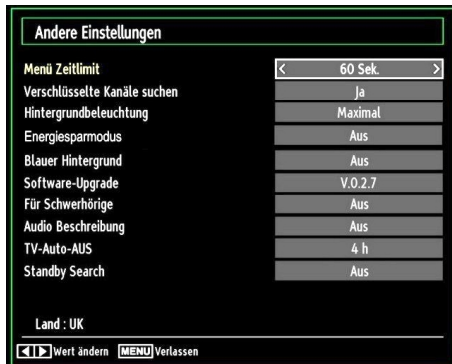 Andere Einstellungen
Menü Zeitlimit < 60 Sek. >
Verschlüsselte Kanäle suchen Ja
Hintergrundbeleuchtung Maximal
Energiesparmodus Aus
Blauer Hintergrund Aus
Software-Upgrade V.0.2.7
Für Schwerhörige Aus
Audio Beschreibung Aus
TV-Auto-AUS 4 h
Standby Search Aus
Land : UK
Wert ändern MENU Verlassen